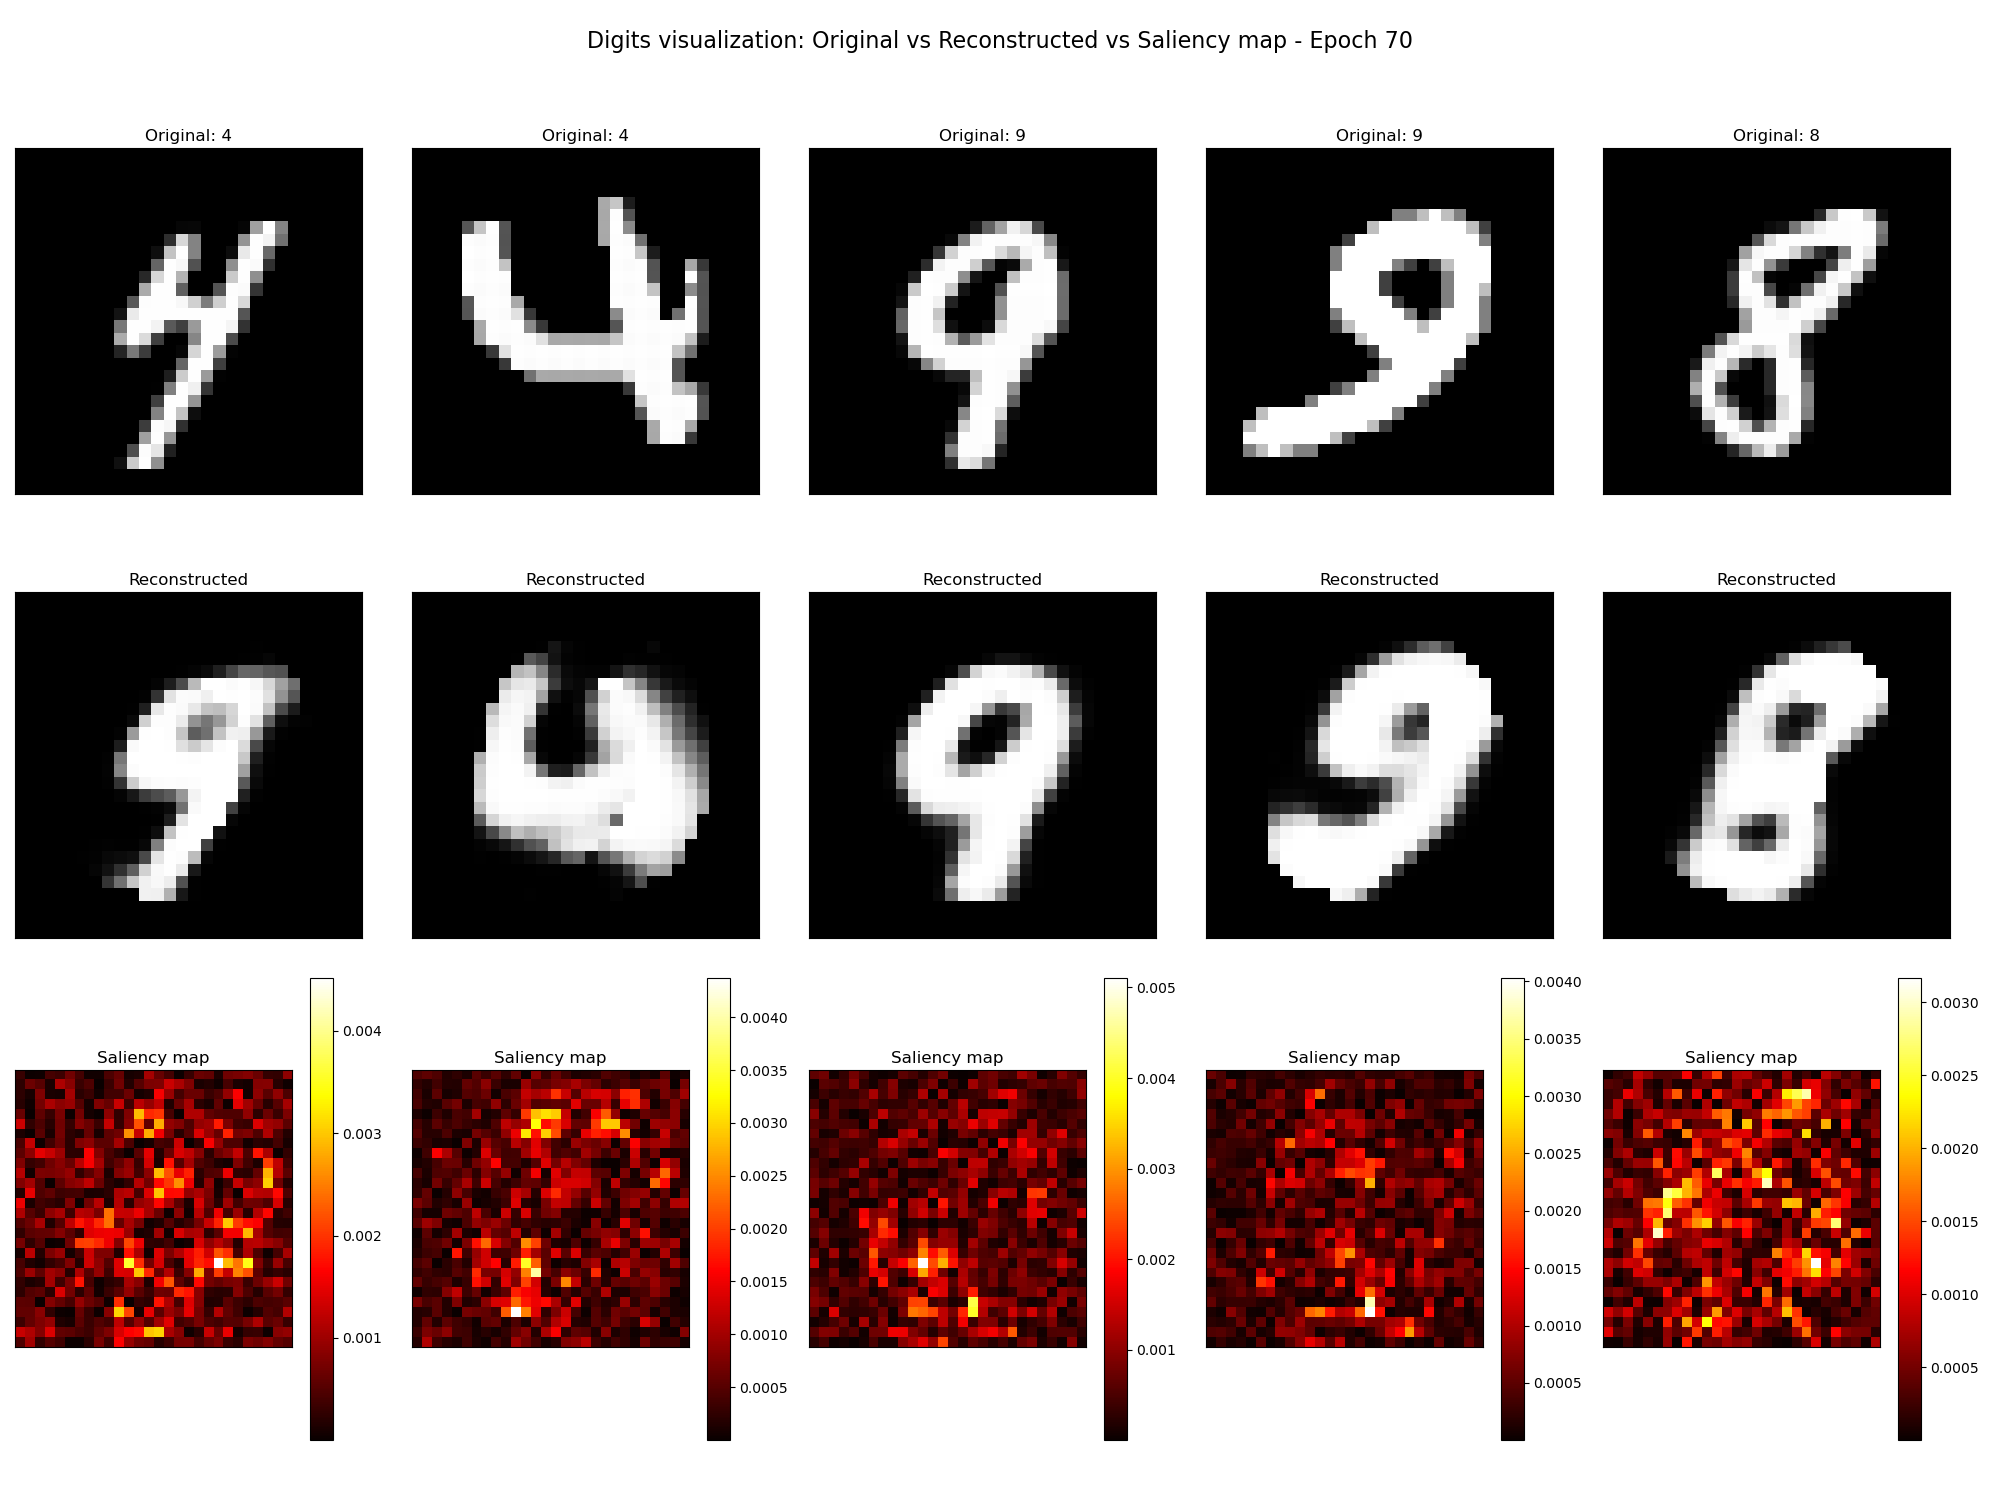 Digits visualization: Original vs Reconstructed vs Saliency map - Epoch 70
Original: 4
Original: 4
Original: 9
Original: 9
Original: 8
Reconstructed
Reconstructed
Reconstructed
Reconstructed
Reconstructed
Saliency map
0.004
0.003
0.002
0.001
Saliency map
0.0040
0.0035
0.0030
0.0025
0.0020
0.0015
0.0010
0.0005
Saliency map
0.005
0.004
0.003
0.002
0.001
Saliency map
0.0040
0.0035
0.0030
0.0025
0.0020
0.0015
0.0010
0.0005
Saliency map
0.0030
0.0025
0.0020
0.0015
0.0010
0.0005